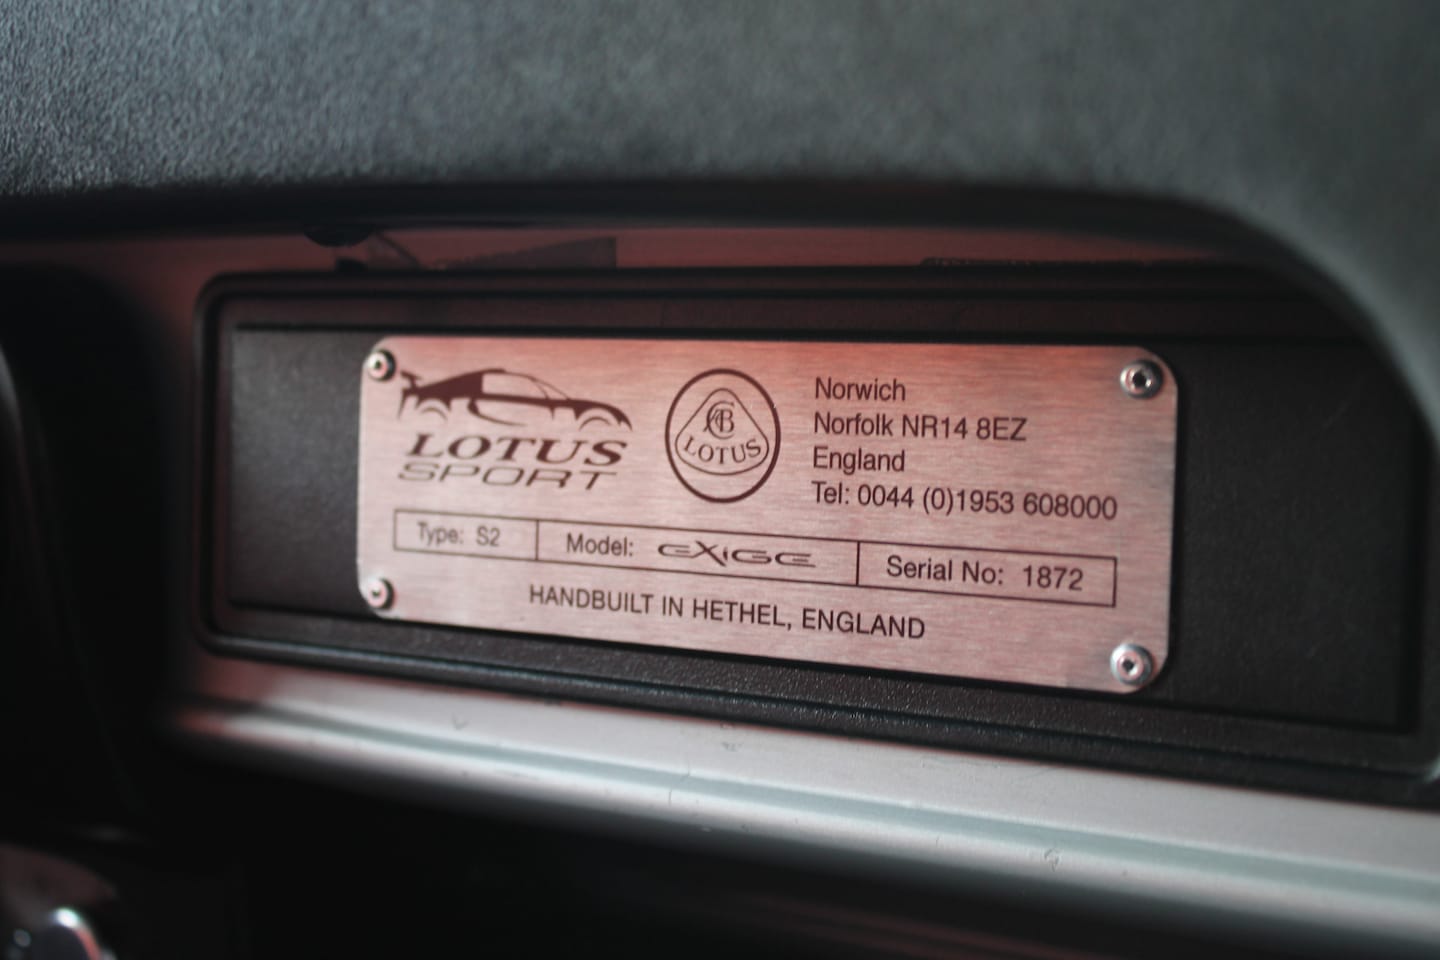 LOTUS
SPORT
ACBC
LOTUS
Norwich
Norfolk NR14 8EZ
England
Tel: 0044 (0)1953 608000
Type: S2
Model: EXIGE
Serial No: 1872
HANDBUILT IN HETHEL, ENGLAND